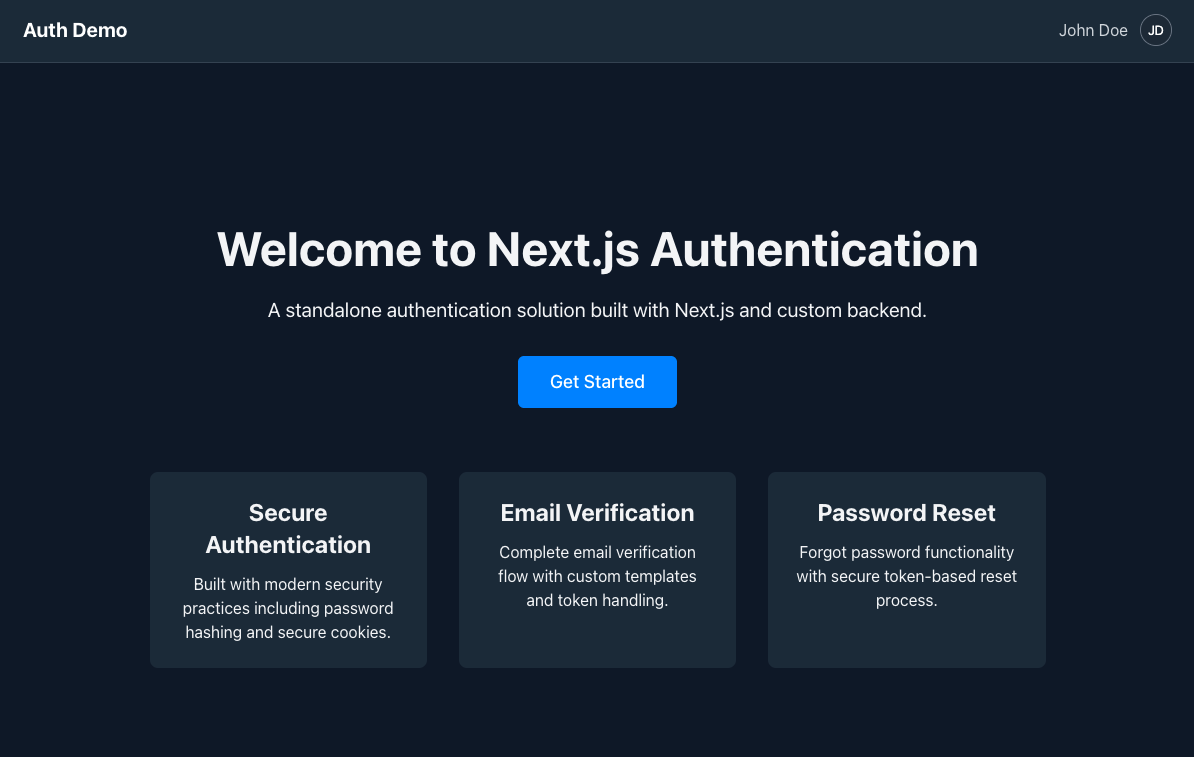 Auth Demo
John Doe
JD
Welcome to Next.js Authentication
A standalone authentication solution built with Next.js and custom backend.
Get Started
Secure
Authentication
Built with modern security
practices including password
hashing and secure cookies.
Email Verification
Complete email verification
flow with custom templates
and token handling.
Password Reset
Forgot password functionality
with secure token-based reset
process.